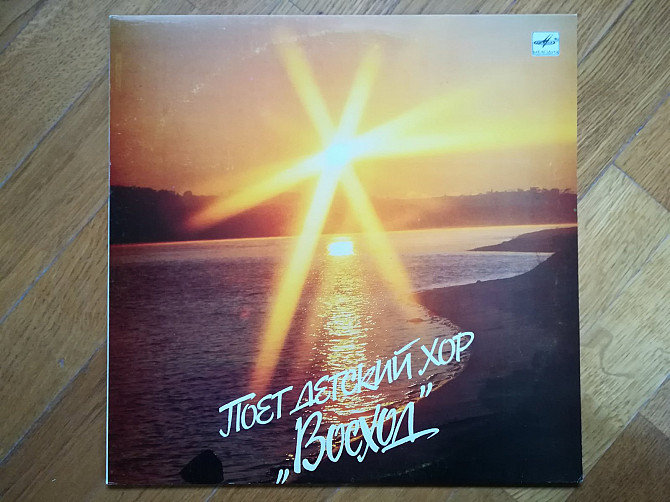 Поет детский хор
„Восход”